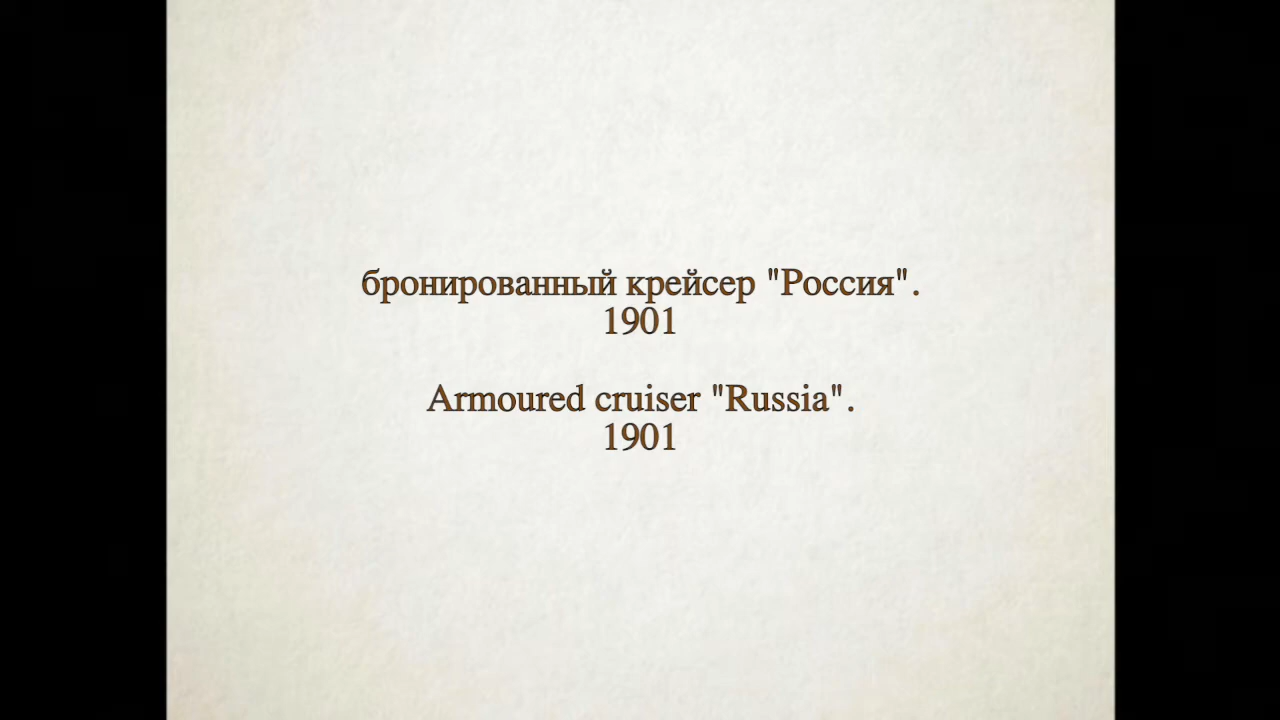 бронированный крейсер "Россия".
1901
Armoured cruiser "Russia".
1901